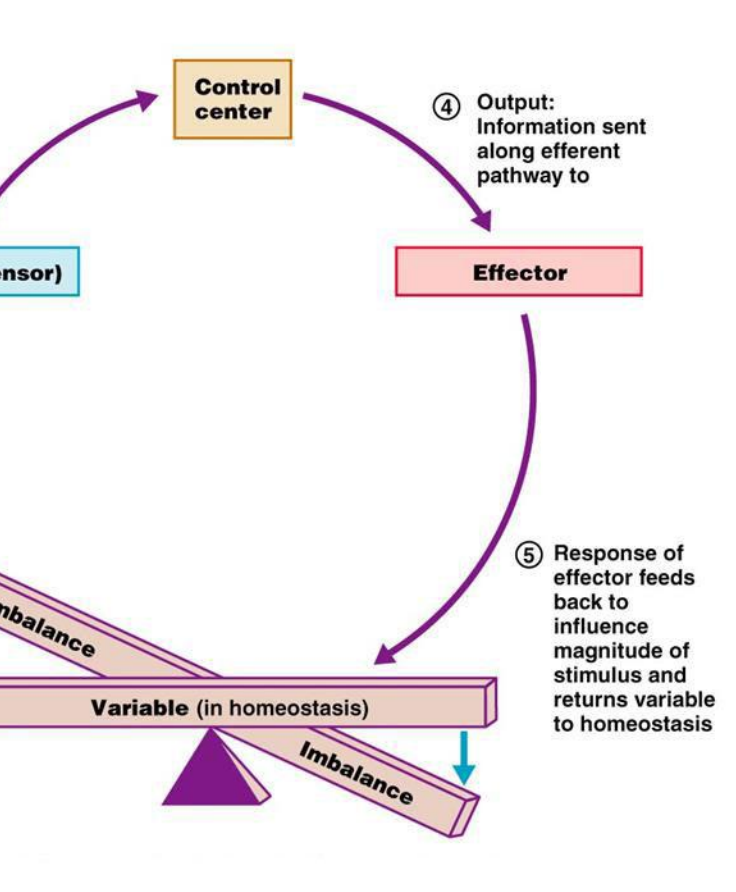 Control
center
④ Output:
Information sent
along efferent
pathway to
ensor)
Effector
⑤ Response of
effector feeds
back to
influence
magnitude of
stimulus and
returns variable
to homeostasis
mbalance
Variable (in homeostasis)
Imbalance